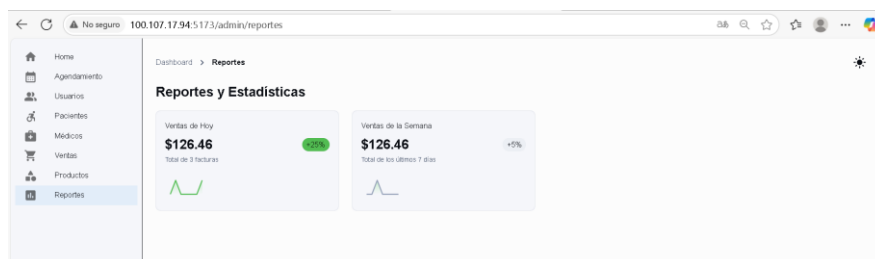 No seguro 100.107.17.94:5173/admin/reportes
Home
Agendamiento
Usuarios
Pacientes
Médicos
Ventas
Productos
Reportes
Dashboard > Reportes
Reportes y Estadísticas
Ventas de Hoy
$126.46 +25%
Total de 3 facturas
Ventas de la Semana
$126.46 +5%
Total de los últimos 7 días